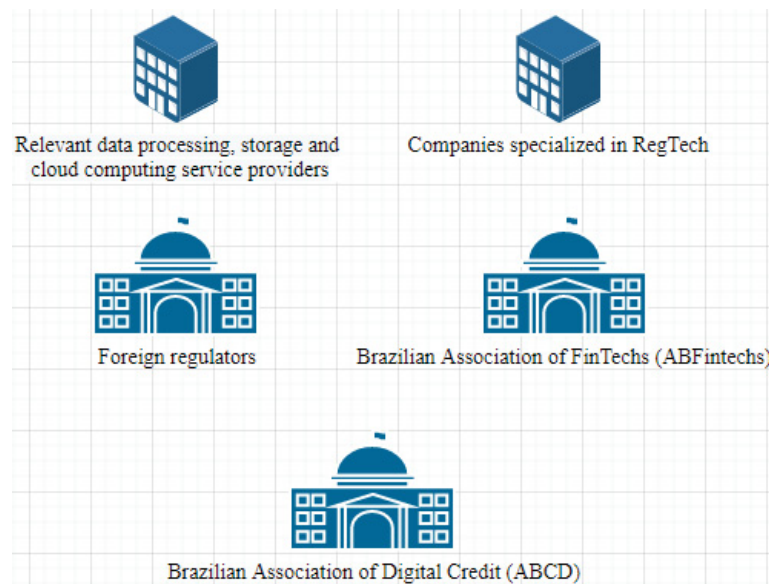 Relevant data processing, storage and
cloud computing service providers
Companies specialized in RegTech
Foreign regulators
Brazilian Association of FinTechs (ABFintechs)
Brazilian Association of Digital Credit (ABCD)